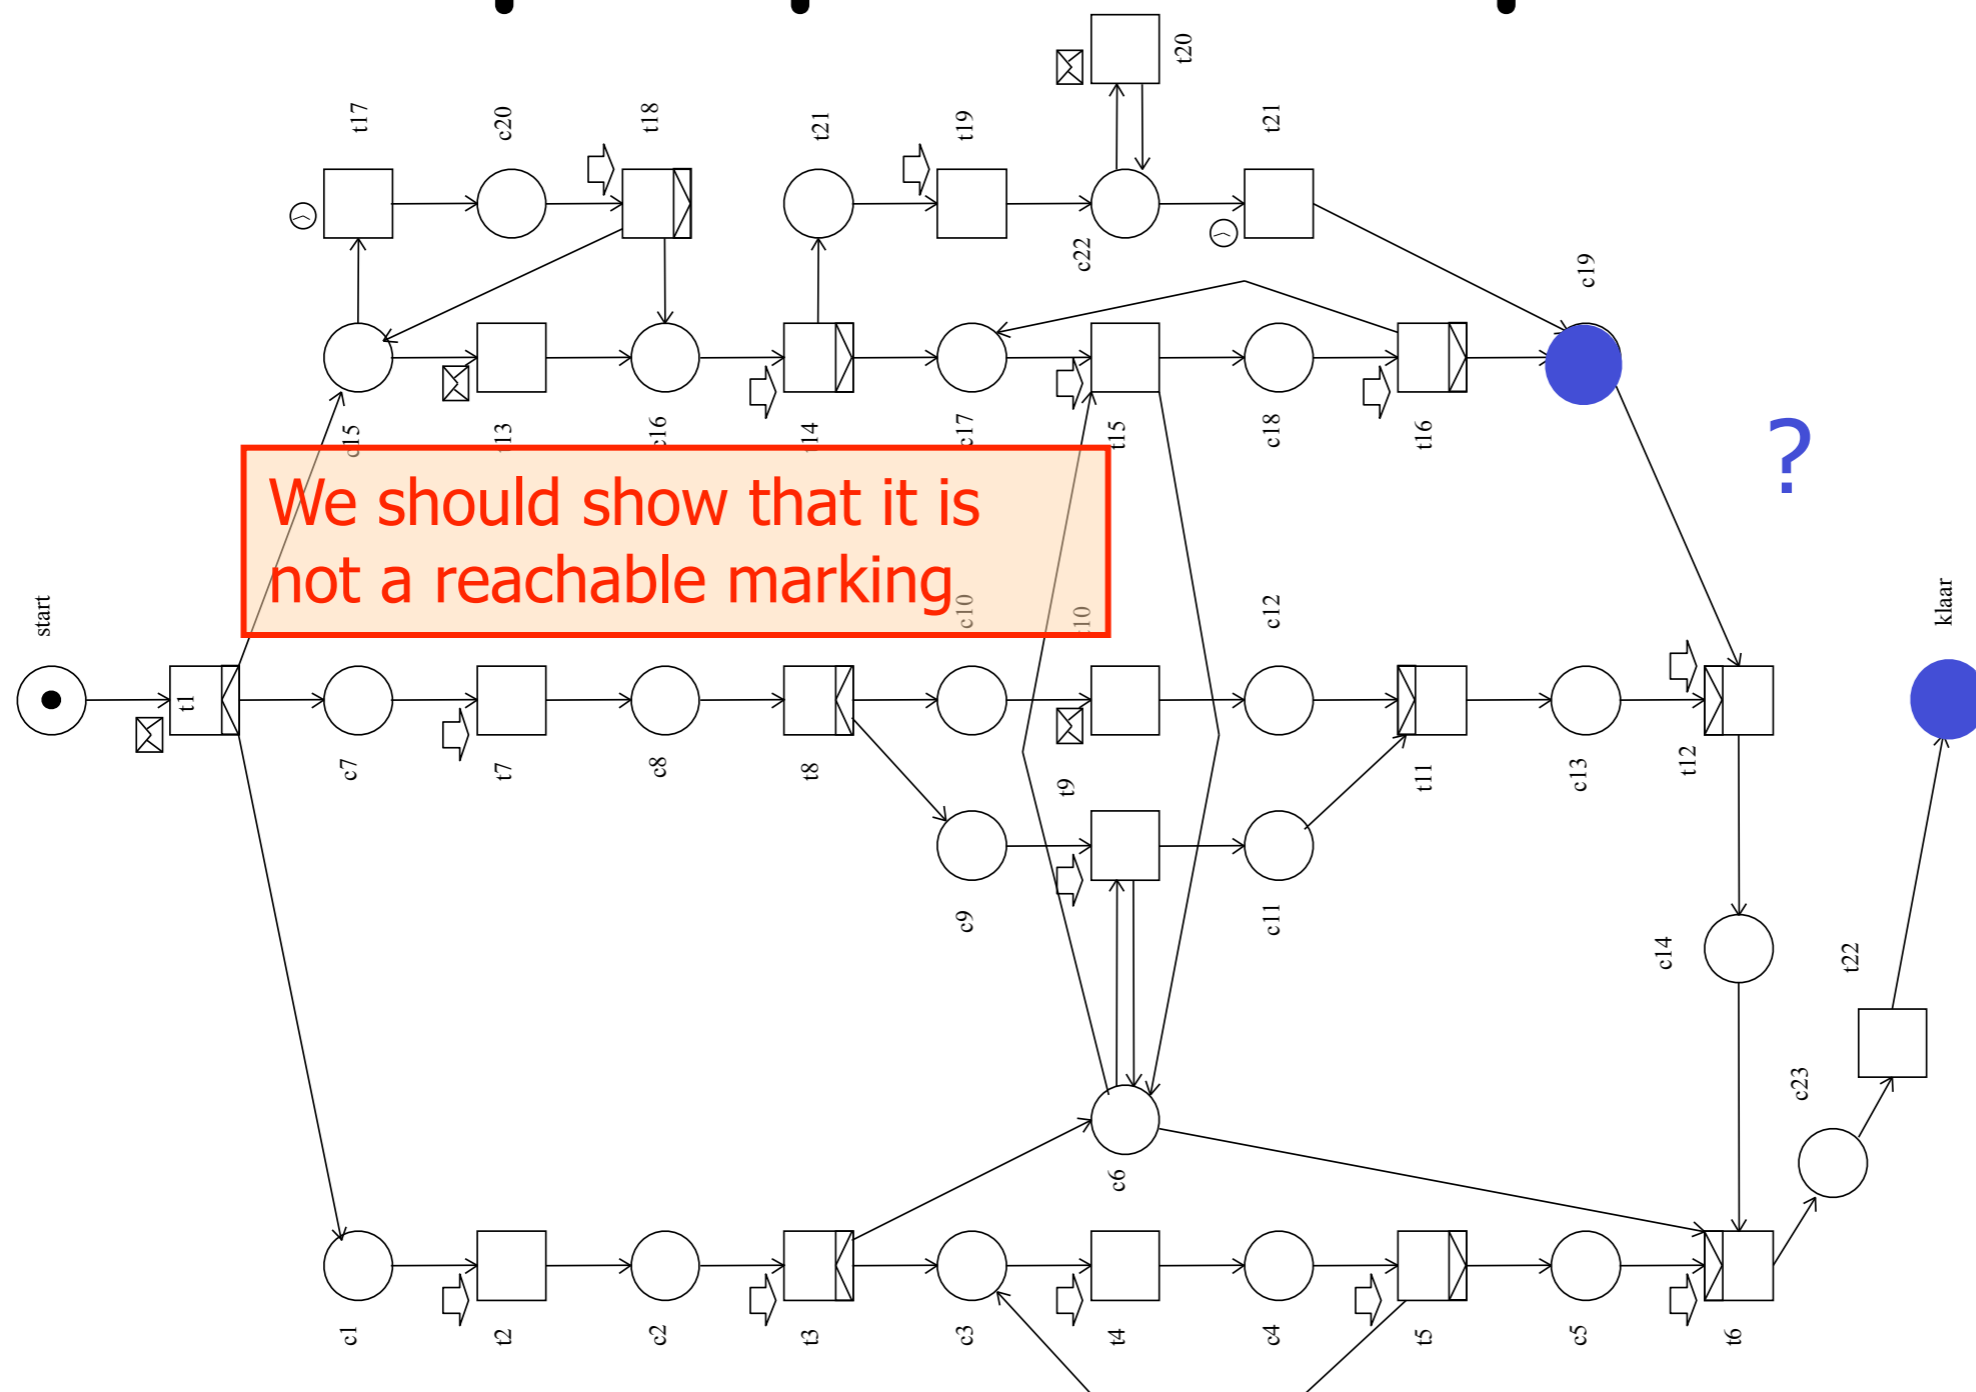 t20
t17
c20
t18
t21
t19
t21
c22
c19
c15
t13
c16
t14
c17
t15
c18
t16
?
We should show that it is
not a reachable marking
start
t1
c10
t10
c12
klaar
c7
t7
c8
t8
t9
t11
c13
t12
c9
c11
c14
t22
c23
c6
c1
t2
c2
t3
c3
t4
c4
t5
c5
t6